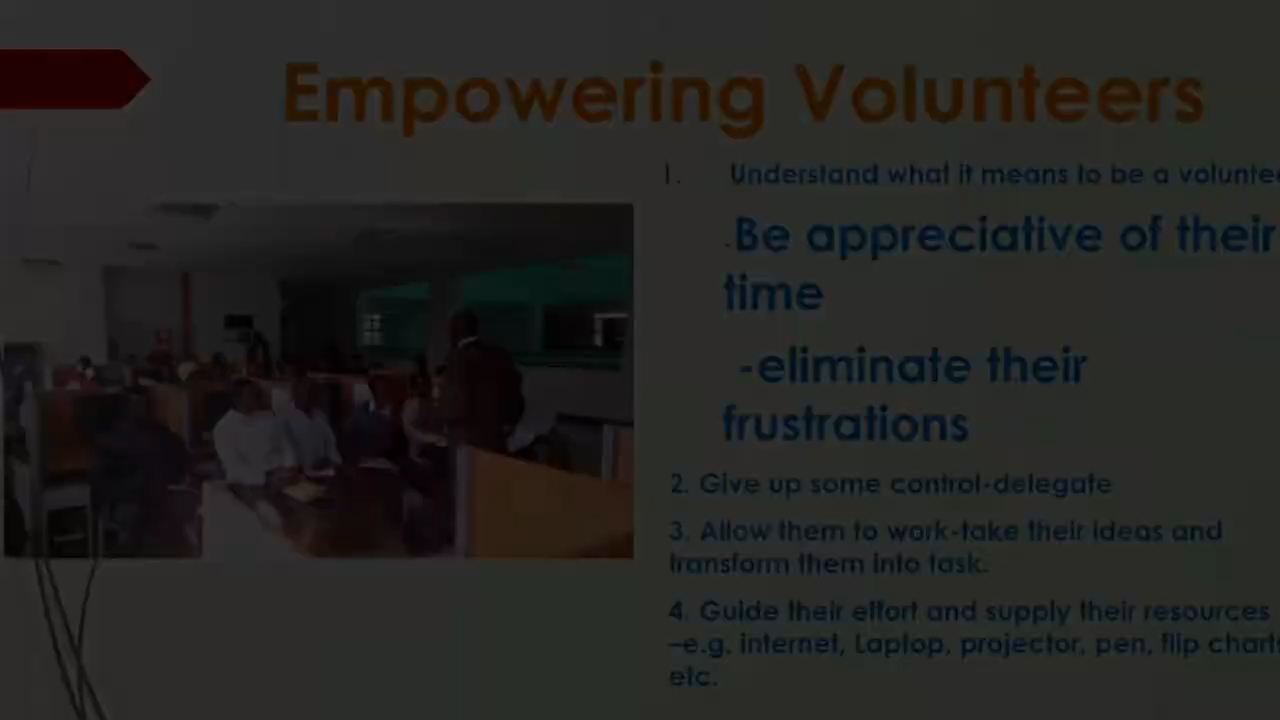 Empowering Volunteers
1. Understand what it means to be a
-Be appreciative of their
time
-eliminate their
frustrations
2. Give up some control-delegate
3. Allow them to work-take their ideas and
transform them into task.
4. Guide their effort and supply their resources
–e.g. internet, Laptop, projector, pen, flip
etc.